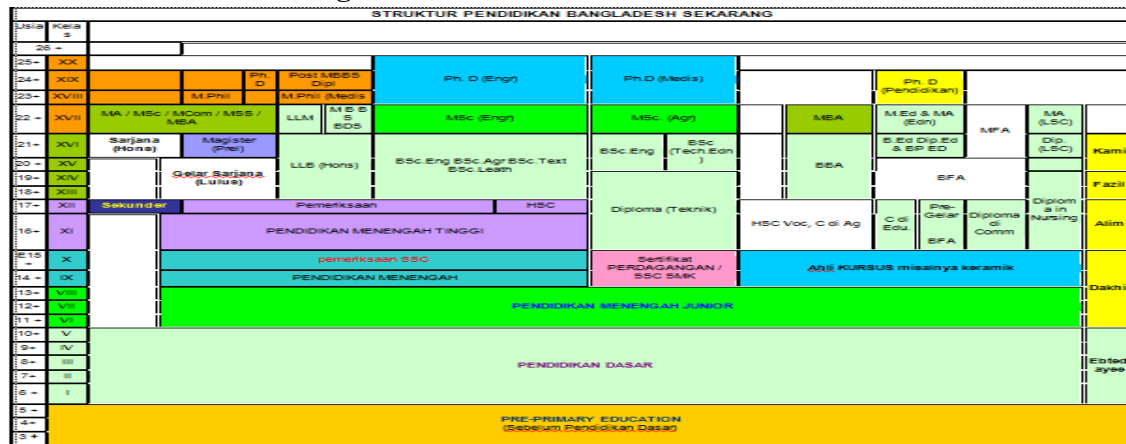 STRUKTUR PENDIDIKAN BANGLADESH SEKARANG
Usia Kela
s
26 +
25+ XX
24+ XIX
23+ XVIII
Ph.
D
Post MBBS
Dipl
Ph. D (Engr)
Ph.D (Medis)
Ph. D
(Pendidikan)
M.Phil
M.Phil (Medis
22 + XVII
MA / MSc / MCom / MSS /
MBA
LLM
M B B
S
BDS
MSc (Engr)
MSc. (Agr)
MBA
M.Ed & MA
(Edn)
MFA
MA
(LSC)
21+ XVI
Sarjana
(Hons)
Magister
(Prel)
LLB (Hons)
BSc.Eng BSc.Agr BSc.Text
BSc.Leath
BSc.Eng
BSc
(Tech.Edn
)
BBA
B.Ed Dip.Ed
& BP ED
Dip.
(LSC)
Kami
20 + XV
19+ XIV
18+ XIII
Gelar Sarjana
(Lulus)
BFA
Fazil
17+ XII
Sekunder
Pemeriksaan
HSC
Diploma (Teknik)
16+ XI
PENDIDIKAN MENENGAH TINGGI
HSC Voc, C di Ag
C di
Edu.
Pre-
Gelar
BFA
Diploma
di
Comm
Diplom
a in
Nursing
Alim
E15
+
X
pemeriksaan SSC
14 + IX
PENDIDIKAN MENENGAH
Sertifikat
PERDAGANGAN /
SSC SMK
Ahli KURSUS misalnya keramik
Dakhil
13+ VIII
12+ VII
11 + VI
PENDIDIKAN MENENGAH JUNIOR
10+ V
9+ IV
8+ III
7+ II
6 + I
PENDIDIKAN DASAR
Ebted
ayee
5 +
4+
3 +
PRE-PRIMARY EDUCATION
(Sebelum Pendidikan Dasar)